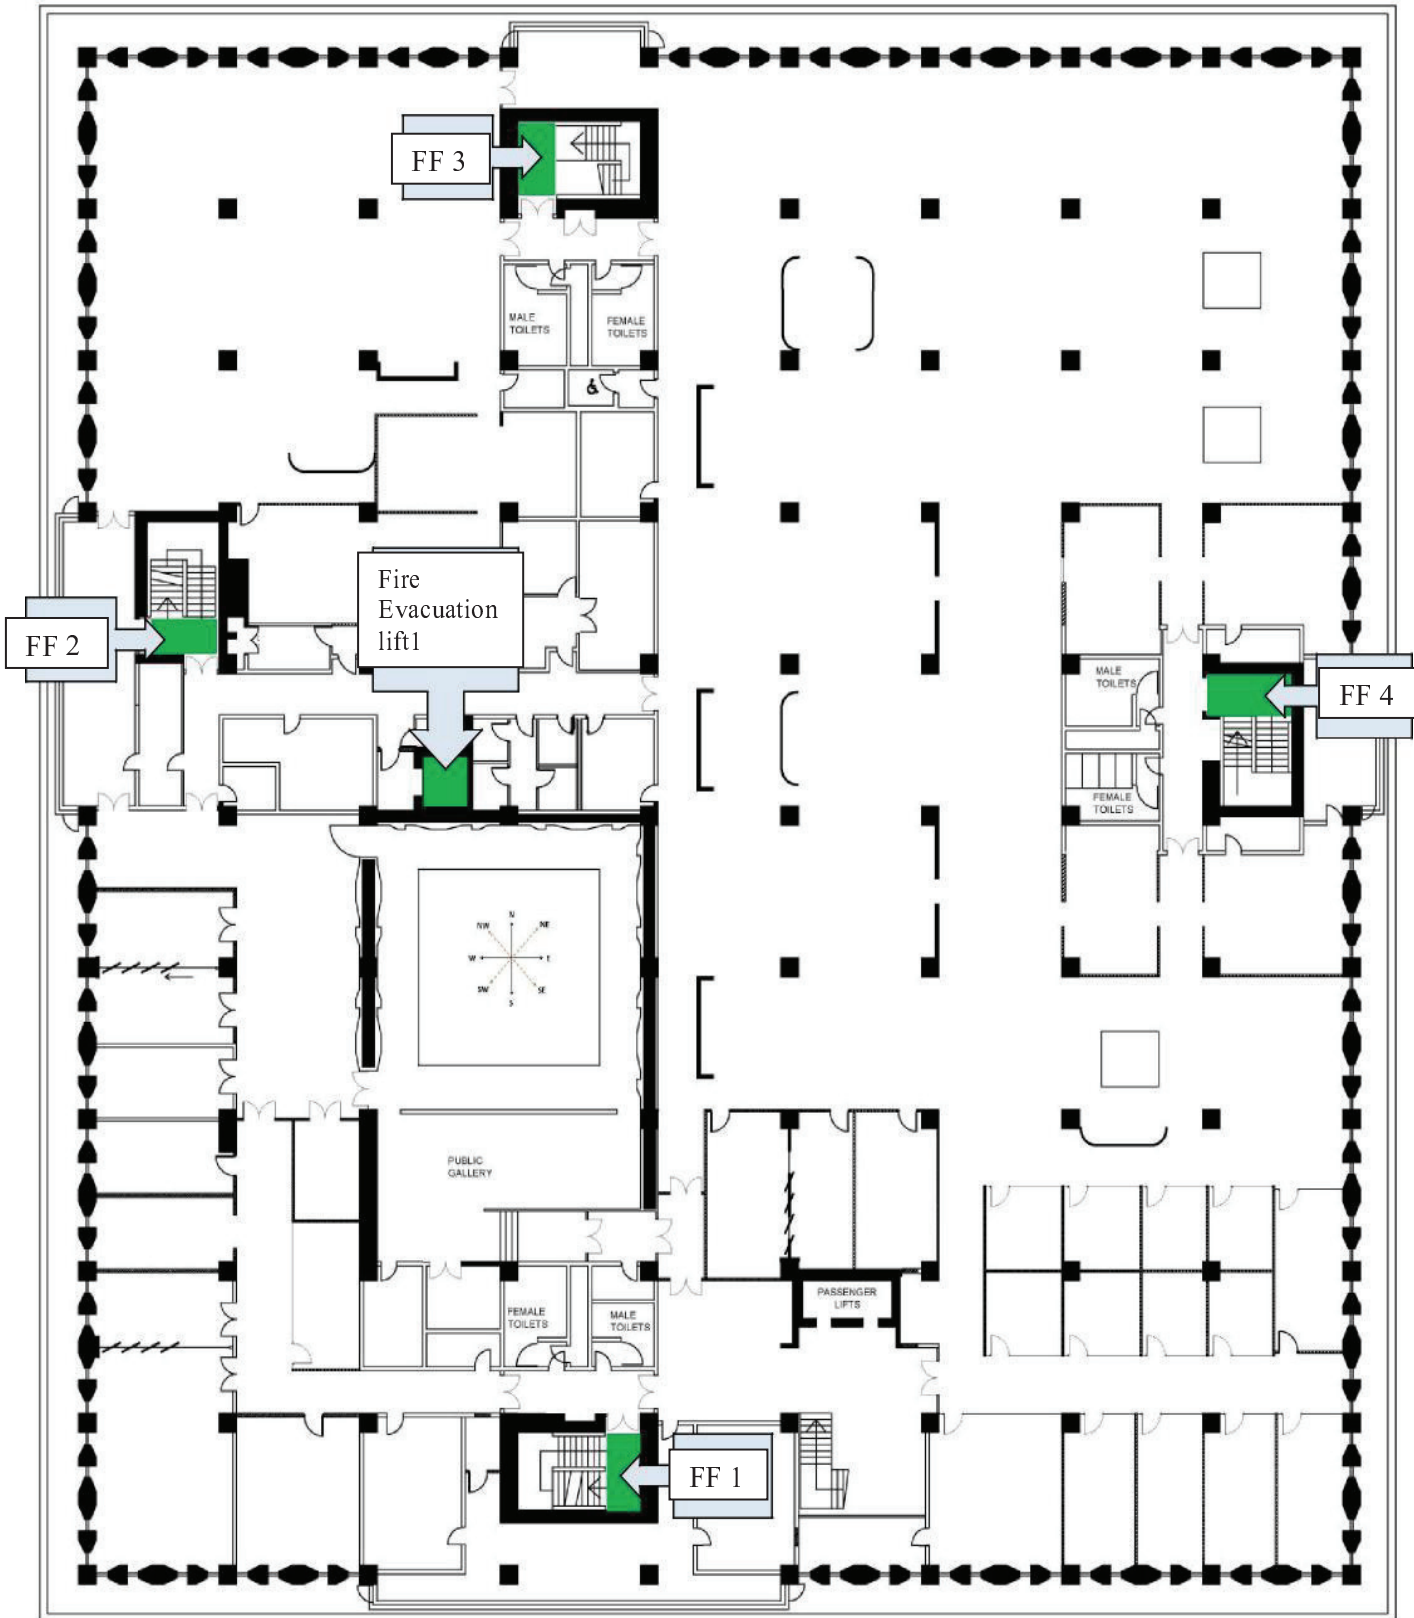 FF 3
MALE
TOILETS
FEMALE
TOILETS
Fire
Evacuation
lift1
FF 2
MALE
TOILETS
FF 4
FEMALE
TOILETS
N
NW
NE
W
E
SW
SE
S
PUBLIC
GALLERY
PASSENGER
LIFTS
FEMALE
TOILETS
MALE
TOILETS
FF 1